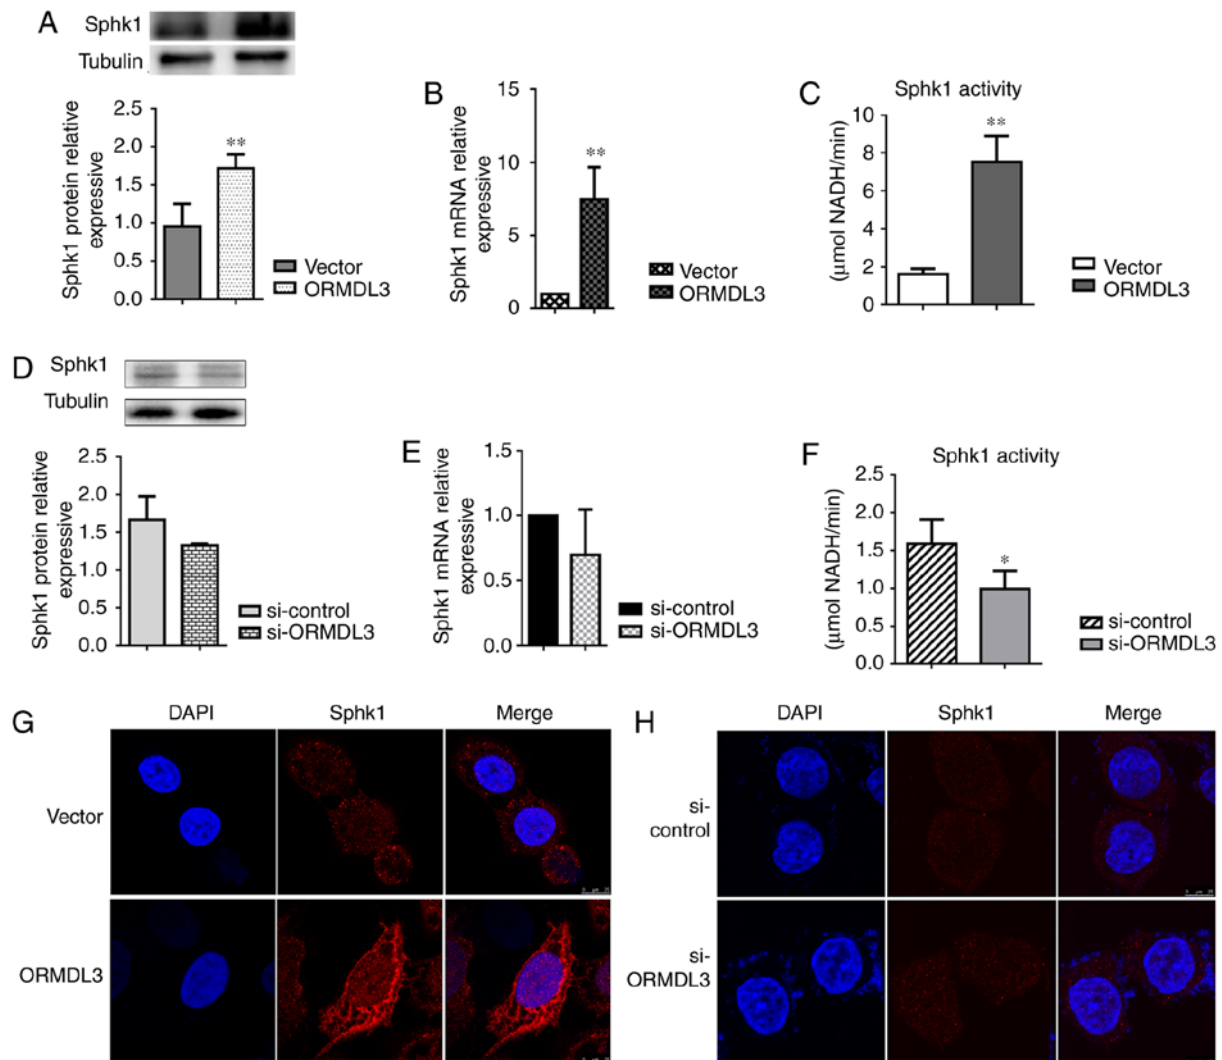 A
Sphk1
Tubulin
Sphk1 protein relative
expressive
2.5
2.0
1.5
1.0
0.5
0.0
**
Vector
ORMDL3
B
Sphk1 mRNA relative
expressive
15
10
5
0
**
Vector
ORMDL3
C
Sphk1 activity
(µmol NADH/min)
10
8
6
4
2
0
**
Vector
ORMDL3
D
Sphk1
Tubulin
Sphk1 protein relative
expressive
2.5
2.0
1.5
1.0
0.5
0.0
si-control
si-ORMDL3
E
Sphk1 mRNA relative
expressive
1.5
1.0
0.5
0.0
si-control
si-ORMDL3
F
Sphk1 activity
(µmol NADH/min)
2.5
2.0
1.5
1.0
0.5
0.0
*
si-control
si-ORMDL3
G
DAPI
Sphk1
Merge
Vector
ORMDL3
H
DAPI
Sphk1
Merge
si-
control
si-
ORMDL3